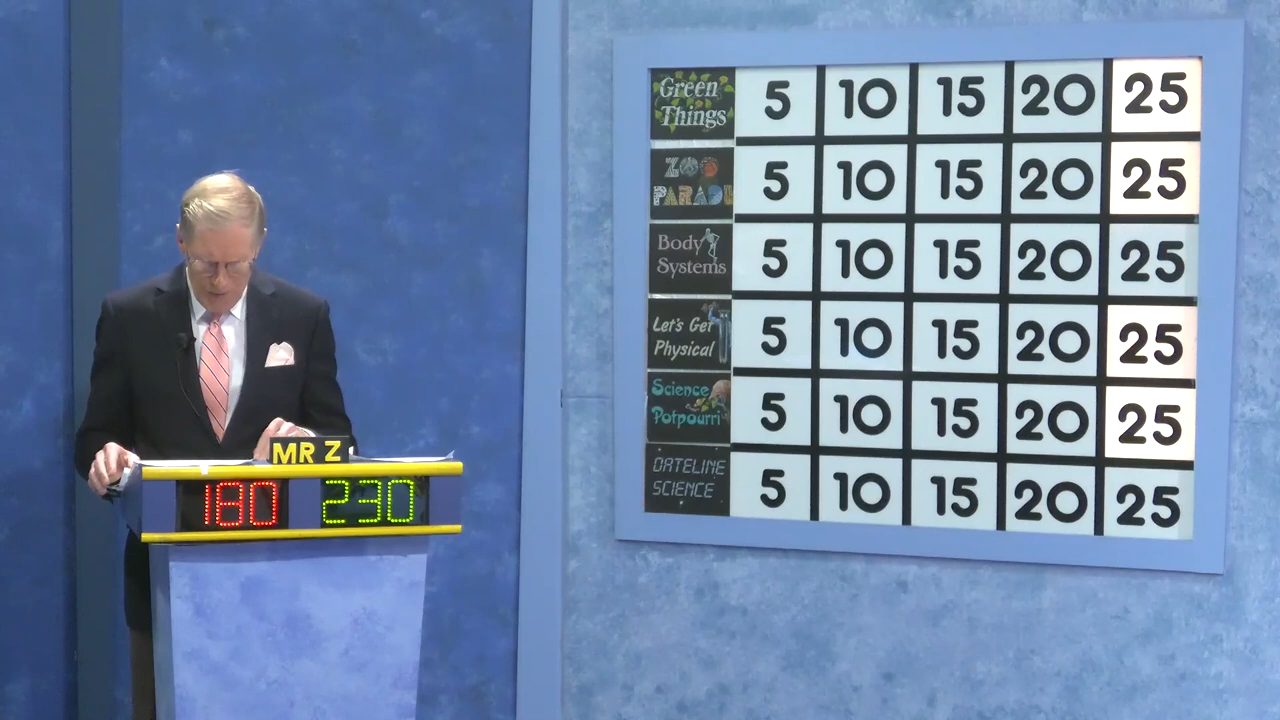 Green Things 5 10 15 20 25
ZOO PARADE 5 10 15 20 25
Body Systems 5 10 15 20 25
Let's Get Physical 5 10 15 20 25
Science Potpourri 5 10 15 20 25
DATELINE SCIENCE 5 10 15 20 25
MR Z
180 230